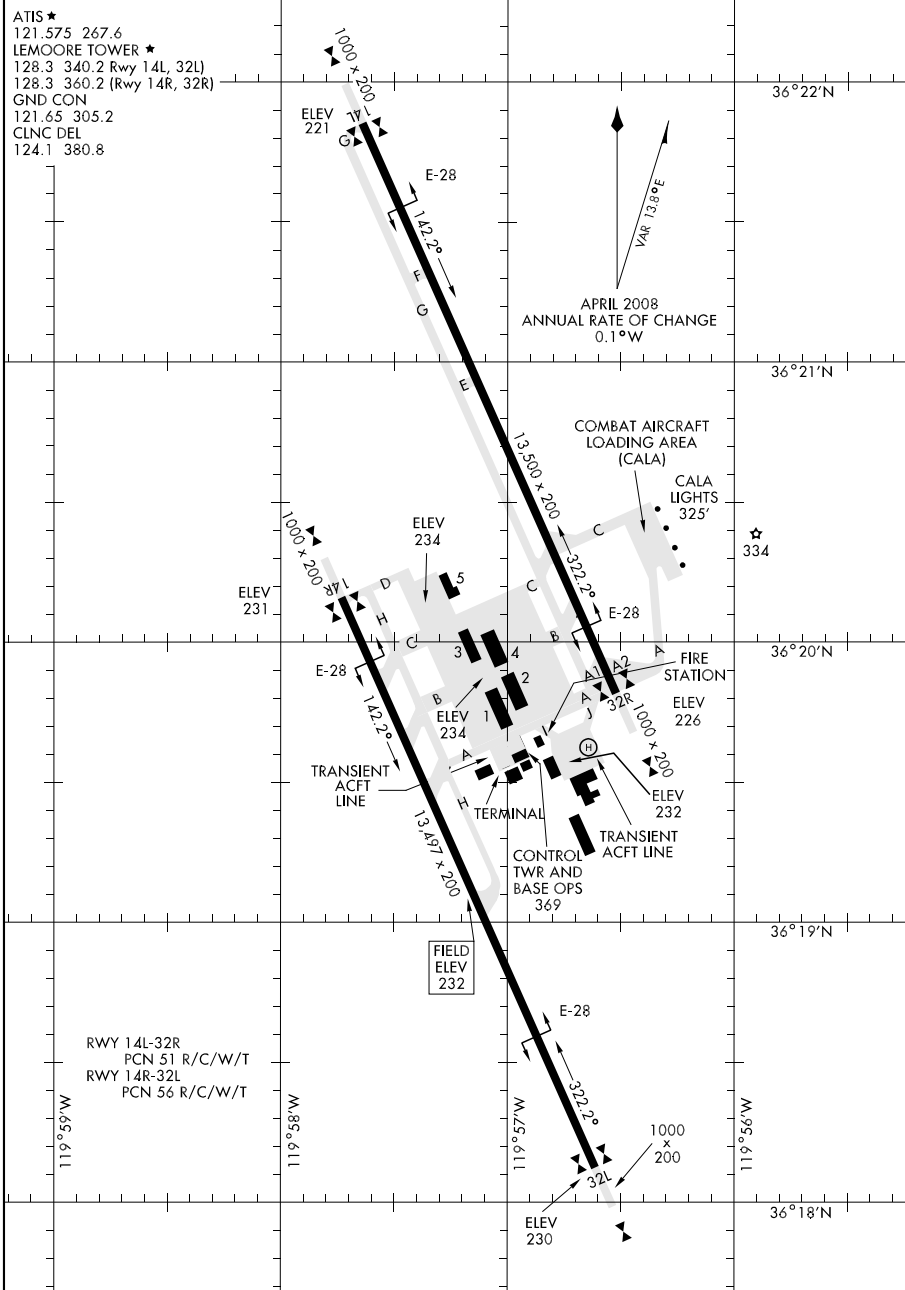 ATIS ★
121.575 267.6
LEMOORE TOWER ★
128.3 340.2 Rwy 14L, 32L)
128.3 360.2 (Rwy 14R, 32R)
GND CON
121.65 305.2
CLNC DEL
124.1 380.8
1000 x 200
36°22'N
ELEV
221
14L
G
E-28
142.2°
VAR 13.8°E
F
G
APRIL 2008
ANNUAL RATE OF CHANGE
0.1°W
36°21'N
E
13,500 x 200
COMBAT AIRCRAFT
LOADING AREA
(CALA)
CALA
LIGHTS
325'
334
C
1000 x 200
ELEV
234
322.2°
ELEV
231
14R
D
5
C
H
C
B
E-28
36°20'N
E-28
3
4
A
A1
A2
FIRE
STATION
142.2°
B
ELEV
234
2
1
A
J
32R
ELEV
226
1000 x 200
I
H
TRANSIENT
ACFT
LINE
A
H
TERMINAL
ELEV
232
TRANSIENT
ACFT LINE
CONTROL
TWR AND
BASE OPS
369
13,497 x 200
36°19'N
FIELD
ELEV
232
E-28
RWY 14L-32R
PCN 51 R/C/W/T
RWY 14R-32L
PCN 56 R/C/W/T
322.2°
119°59'W
119°58'W
119°57'W
119°56'W
1000
x
200
32L
36°18'N
ELEV
230